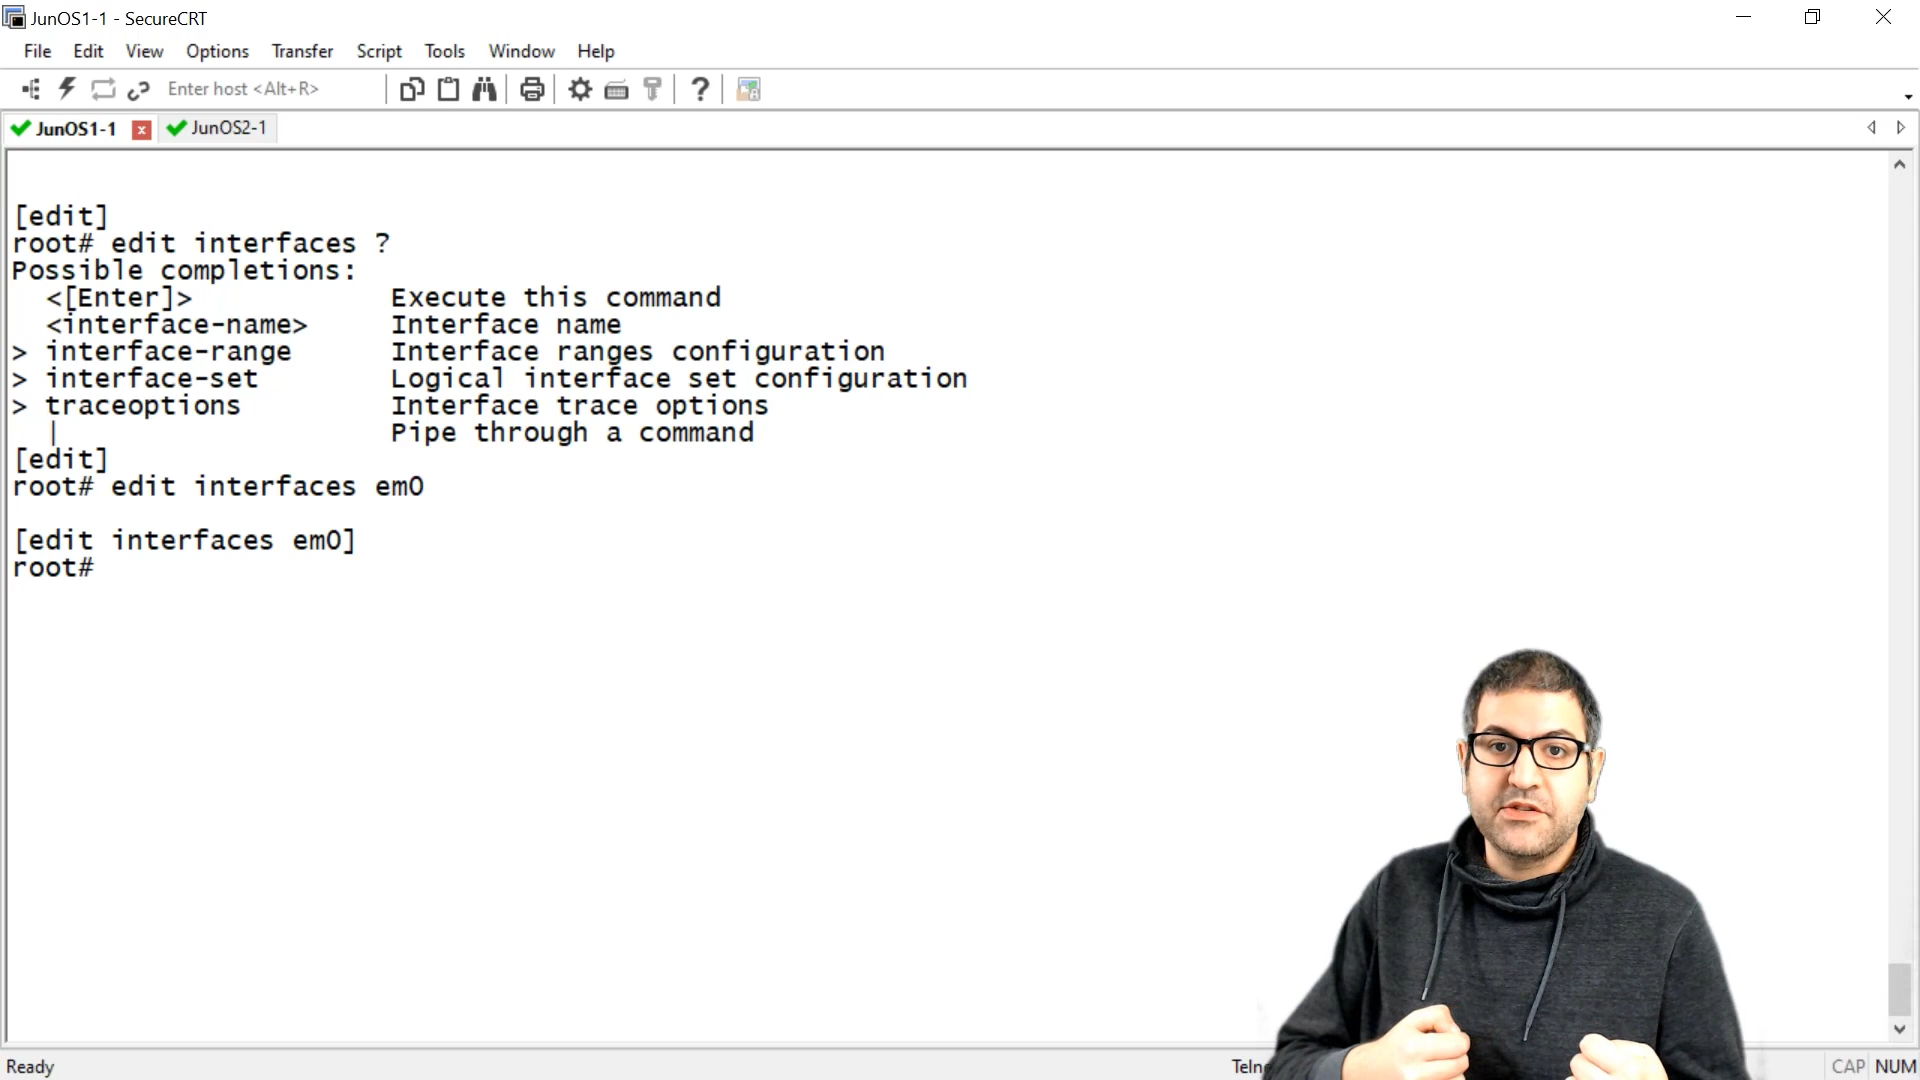 JunOS1-1 - SecureCRT
File Edit View Options Transfer Script Tools Window Help
Enter host <Alt+R>
JunOS1-1 JunOS2-1
[edit]
root# edit interfaces ?
Possible completions:
<[Enter]> Execute this command
<interface-name> Interface name
> interface-range Interface ranges configuration
> interface-set Logical interface set configuration
> traceoptions Interface trace options
| Pipe through a command
[edit]
root# edit interfaces em0
[edit interfaces em0]
root#
Ready CAP NUM